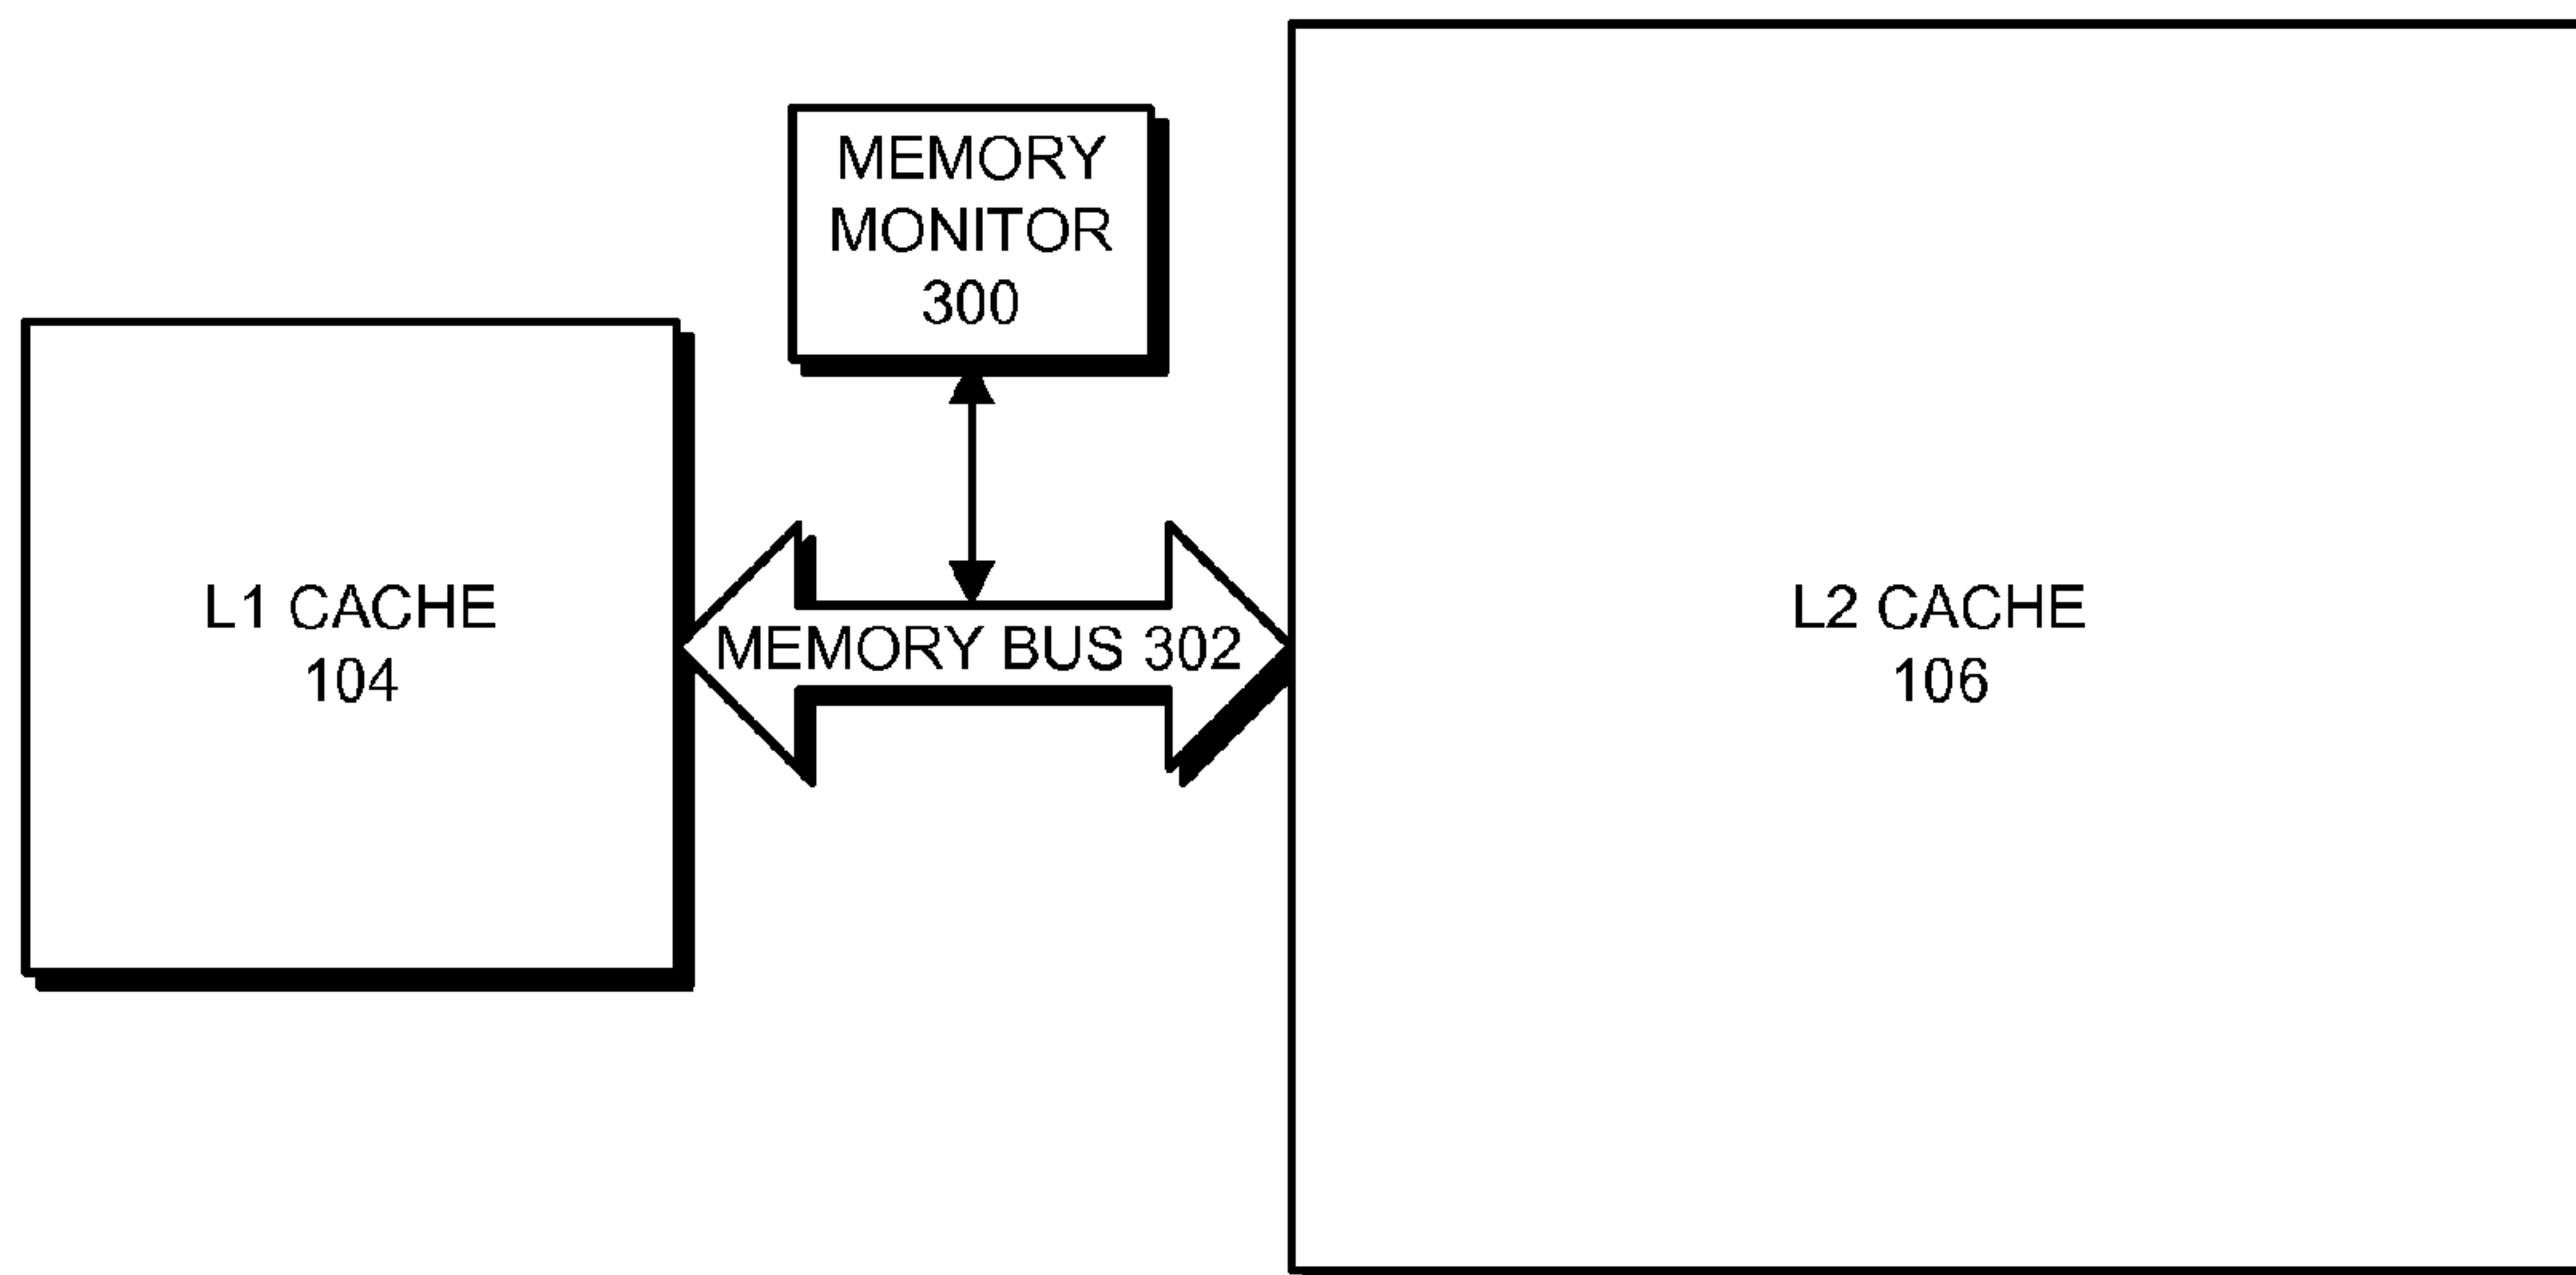 MEMORY
MONITOR
300
L1 CACHE
104
MEMORY BUS 302
L2 CACHE
106